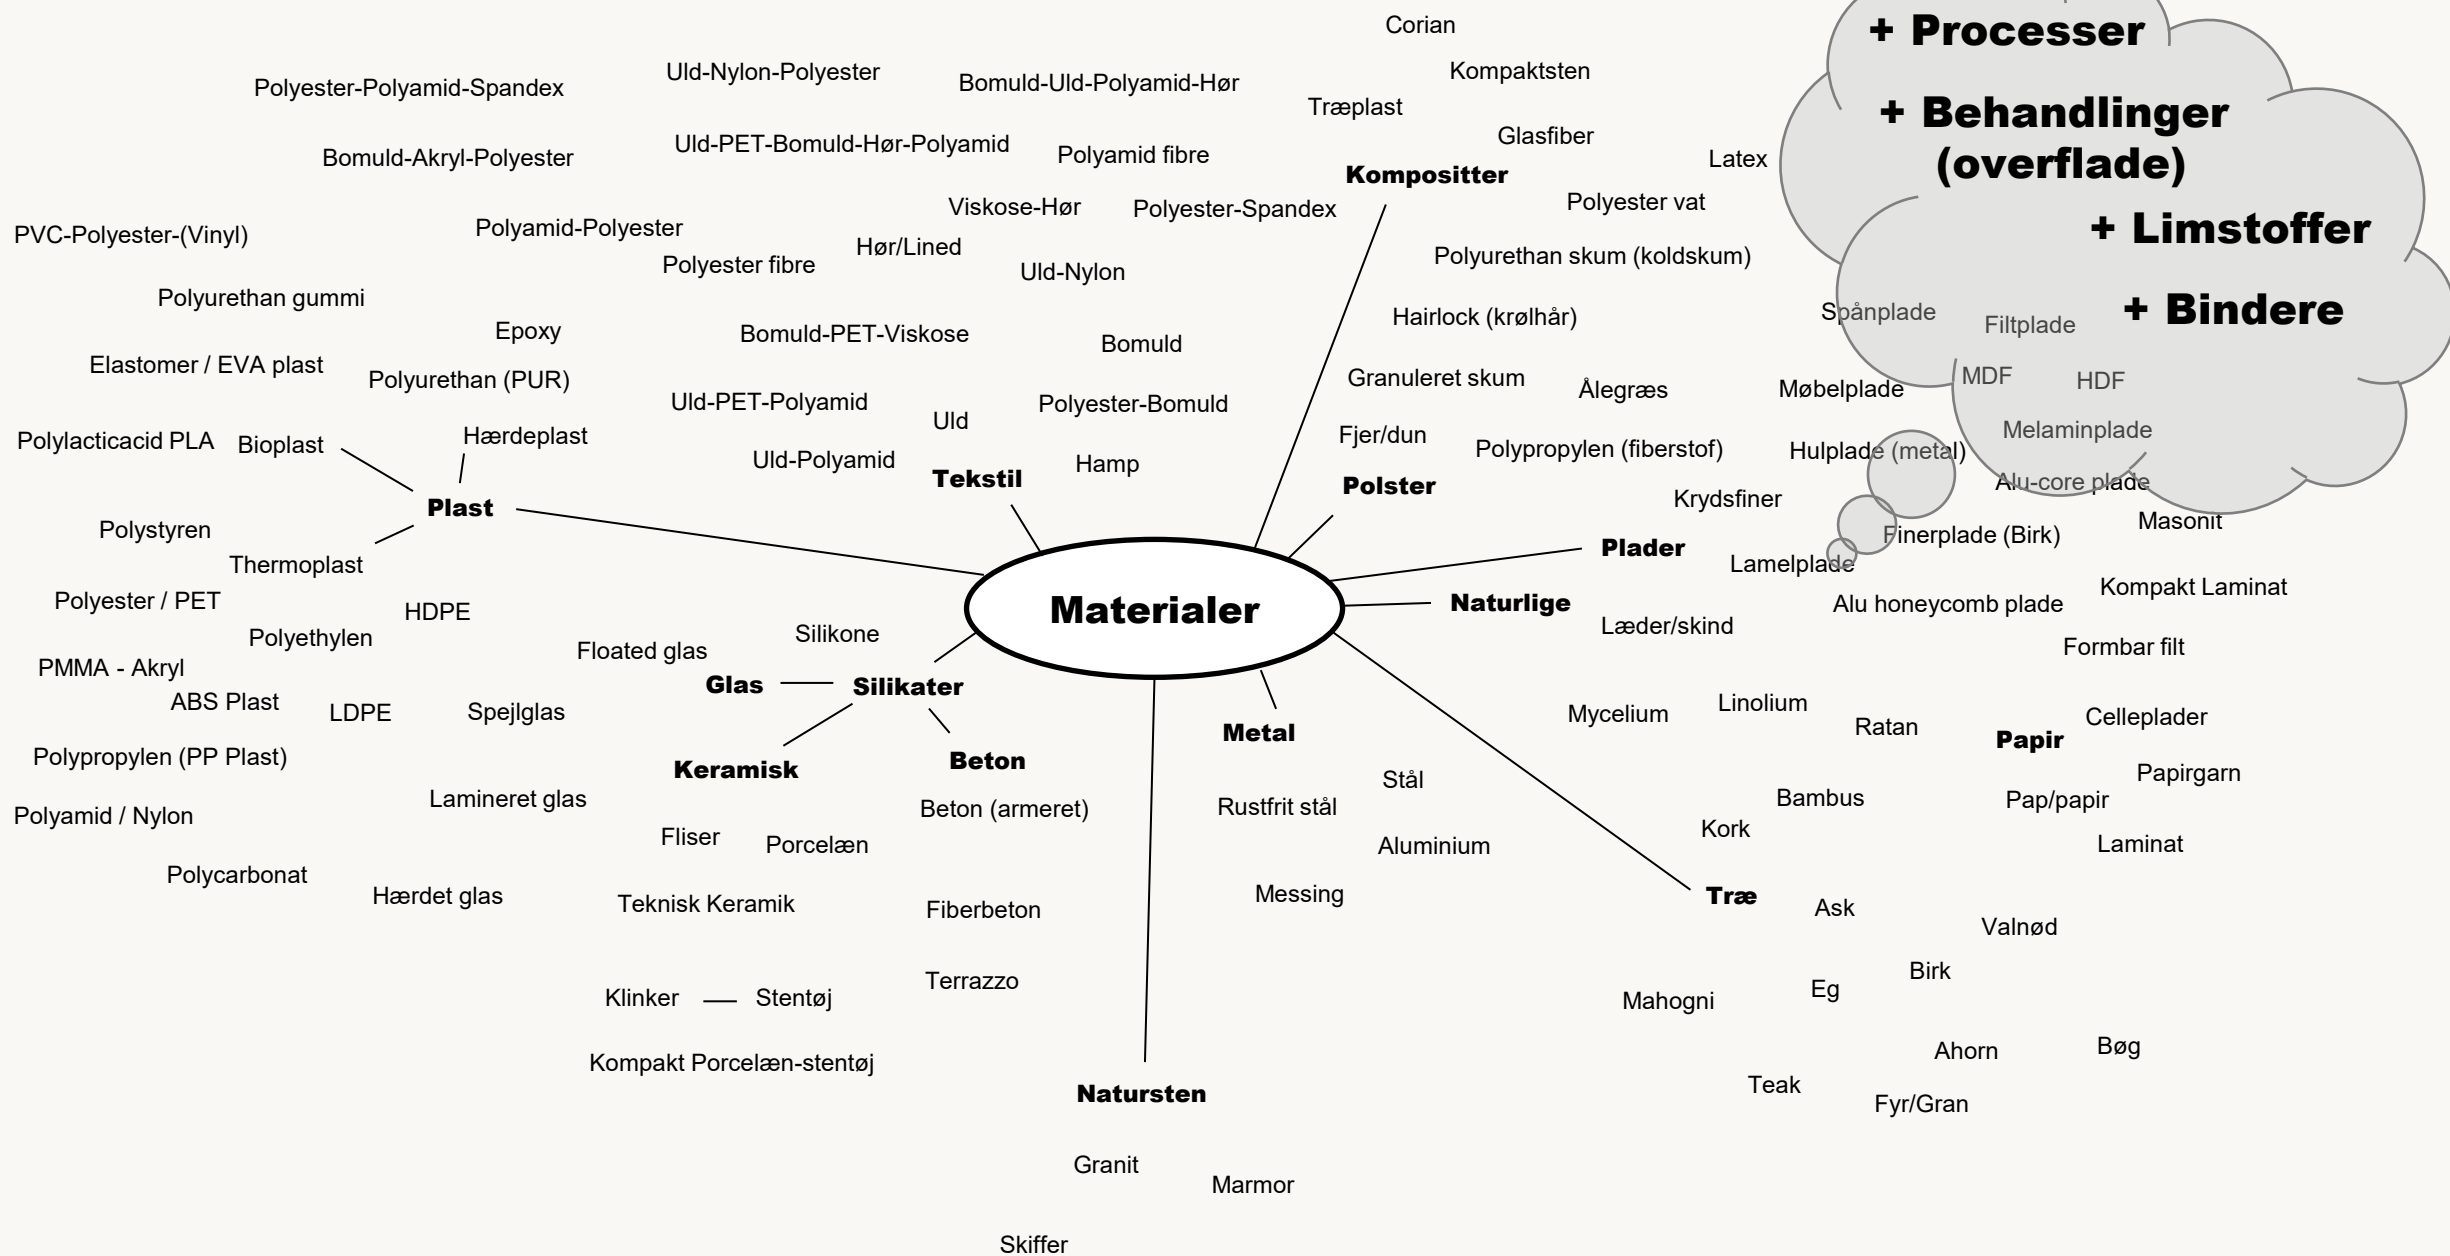 Corian
+ Processer
Polyester-Polyamid-Spandex
Uld-Nylon-Polyester
Bomuld-Uld-Polyamid-Hør
Kompaktsten
Træplast
+ Behandlinger
(overflade)
Bomuld-Akryl-Polyester
Uld-PET-Bomuld-Hør-Polyamid
Polyamid fibre
Glasfiber
Latex
Kompositter
Viskose-Hør
Polyester-Spandex
Polyester vat
PVC-Polyester-(Vinyl)
Polyamid-Polyester
Hør/Lined
+ Limstoffer
Polyester fibre
Uld-Nylon
Polyurethan skum (koldskum)
Polyurethan gummi
Epoxy
Bomuld-PET-Viskose
Bomuld
Hairlock (krølhår)
Spånplade
Filtplade
+ Bindere
Elastomer / EVA plast
Polyurethan (PUR)
Uld-PET-Polyamid
Uld
Polyester-Bomuld
Granuleret skum
Ålegræs
Møbelplade
MDF
HDF
Polylacticacid PLA
Bioplast
Hærdeplast
Uld-Polyamid
Hamp
Fjer/dun
Polypropylen (fiberstof)
Hulplade (metal)
Melaminplade
Tekstil
Polster
Krydsfiner
Alu-core plade
Plast
Polystyren
Plader
Finerplade (Birk)
Masonit
Thermoplast
Lamelplade
Polyester / PET
HDPE
Materialer
Naturlige
Alu honeycomb plade
Kompakt Laminat
Polyethylen
Floated glas
Silikone
Læder/skind
Formbar filt
PMMA - Akryl
Glas
Silikater
ABS Plast
LDPE
Spejlglas
Mycelium
Linolium
Ratan
Celleplader
Metal
Papir
Polypropylen (PP Plast)
Keramisk
Beton
Stål
Papirgarn
Polyamid / Nylon
Lamineret glas
Beton (armeret)
Rustfrit stål
Bambus
Pap/papir
Fliser
Porcelæn
Aluminium
Kork
Laminat
Polycarbonat
Hærdet glas
Teknisk Keramik
Fiberbeton
Messing
Træ
Ask
Valnød
Klinker
Stentøj
Terrazzo
Mahogni
Eg
Birk
Kompakt Porcelæn-stentøj
Ahorn
Bøg
Natursten
Teak
Fyr/Gran
Granit
Marmor
Skiffer